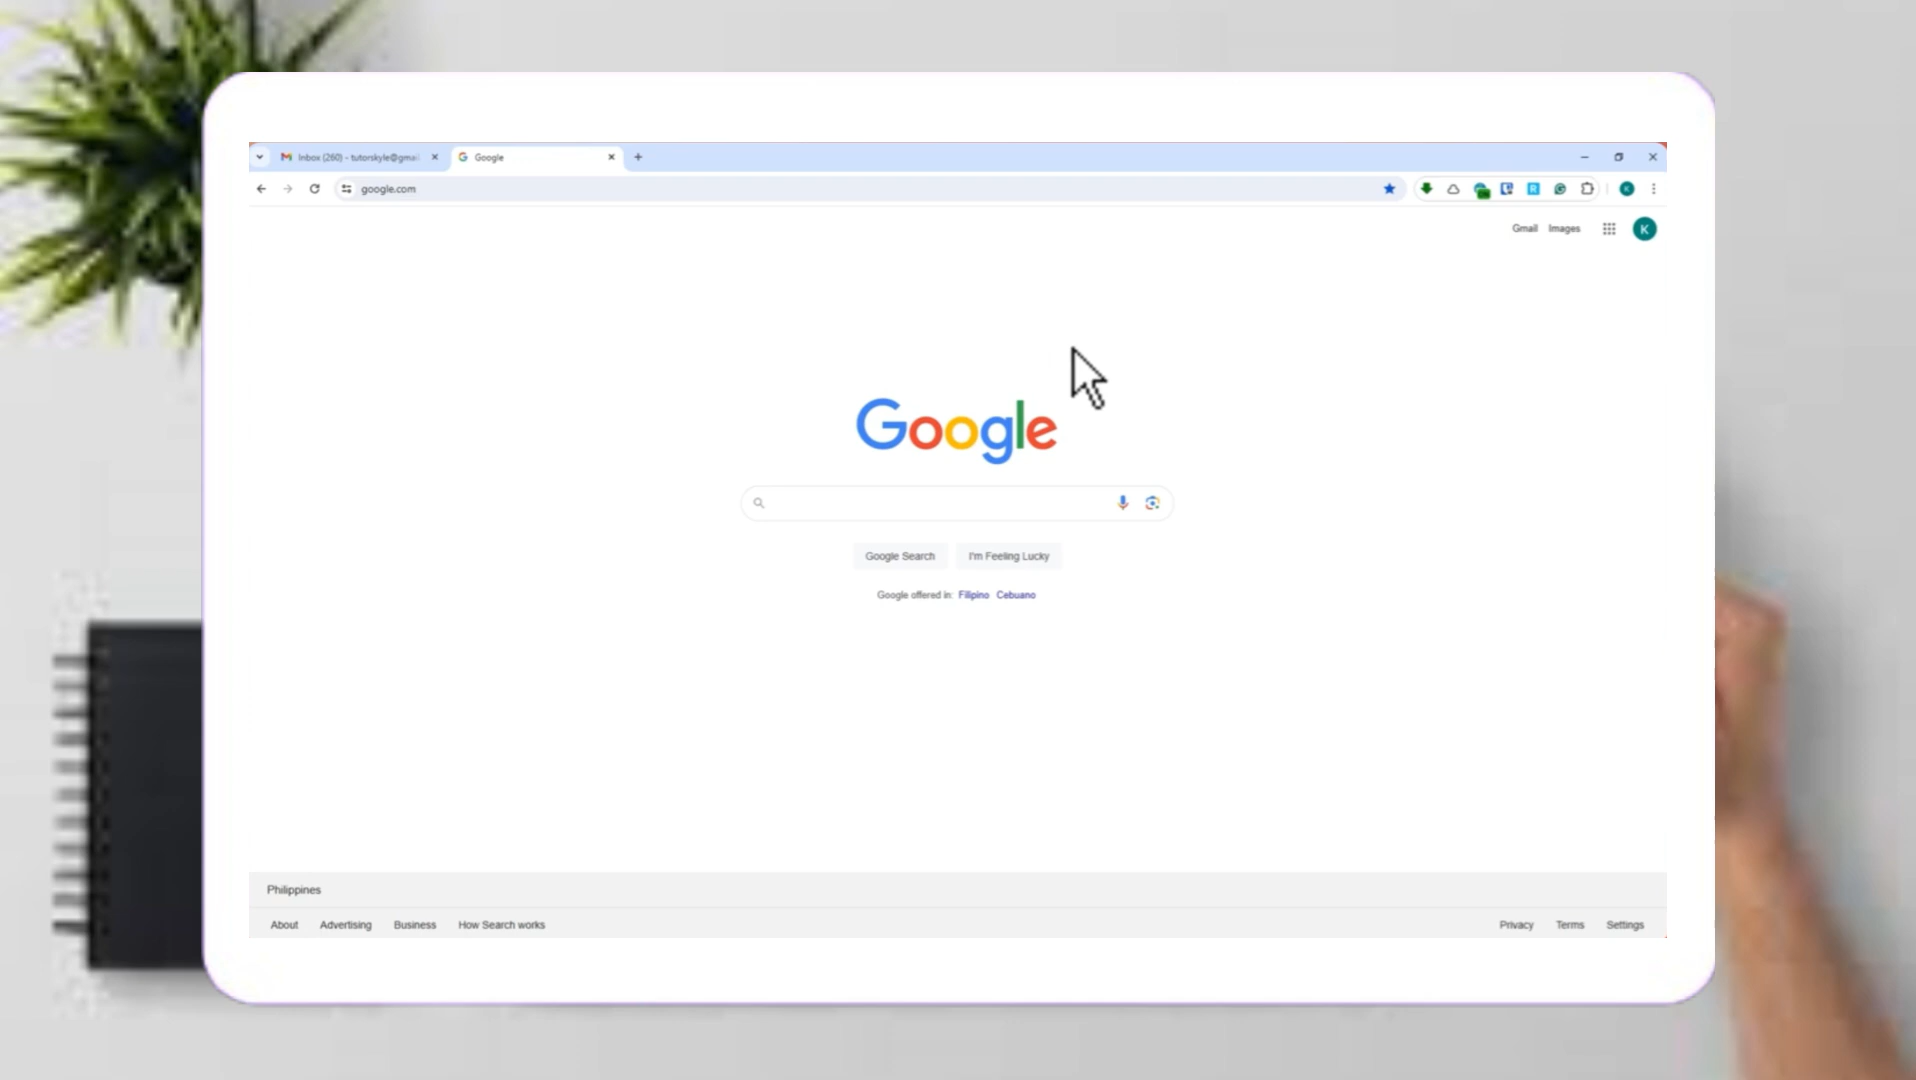 Inbox (260) - tutorskyle@gmai
Google
google.com
Gmail Images
K
Google
Google Search I'm Feeling Lucky
Google offered in: Filipino Cebuano
Philippines
About Advertising Business How Search works
Privacy Terms Settings